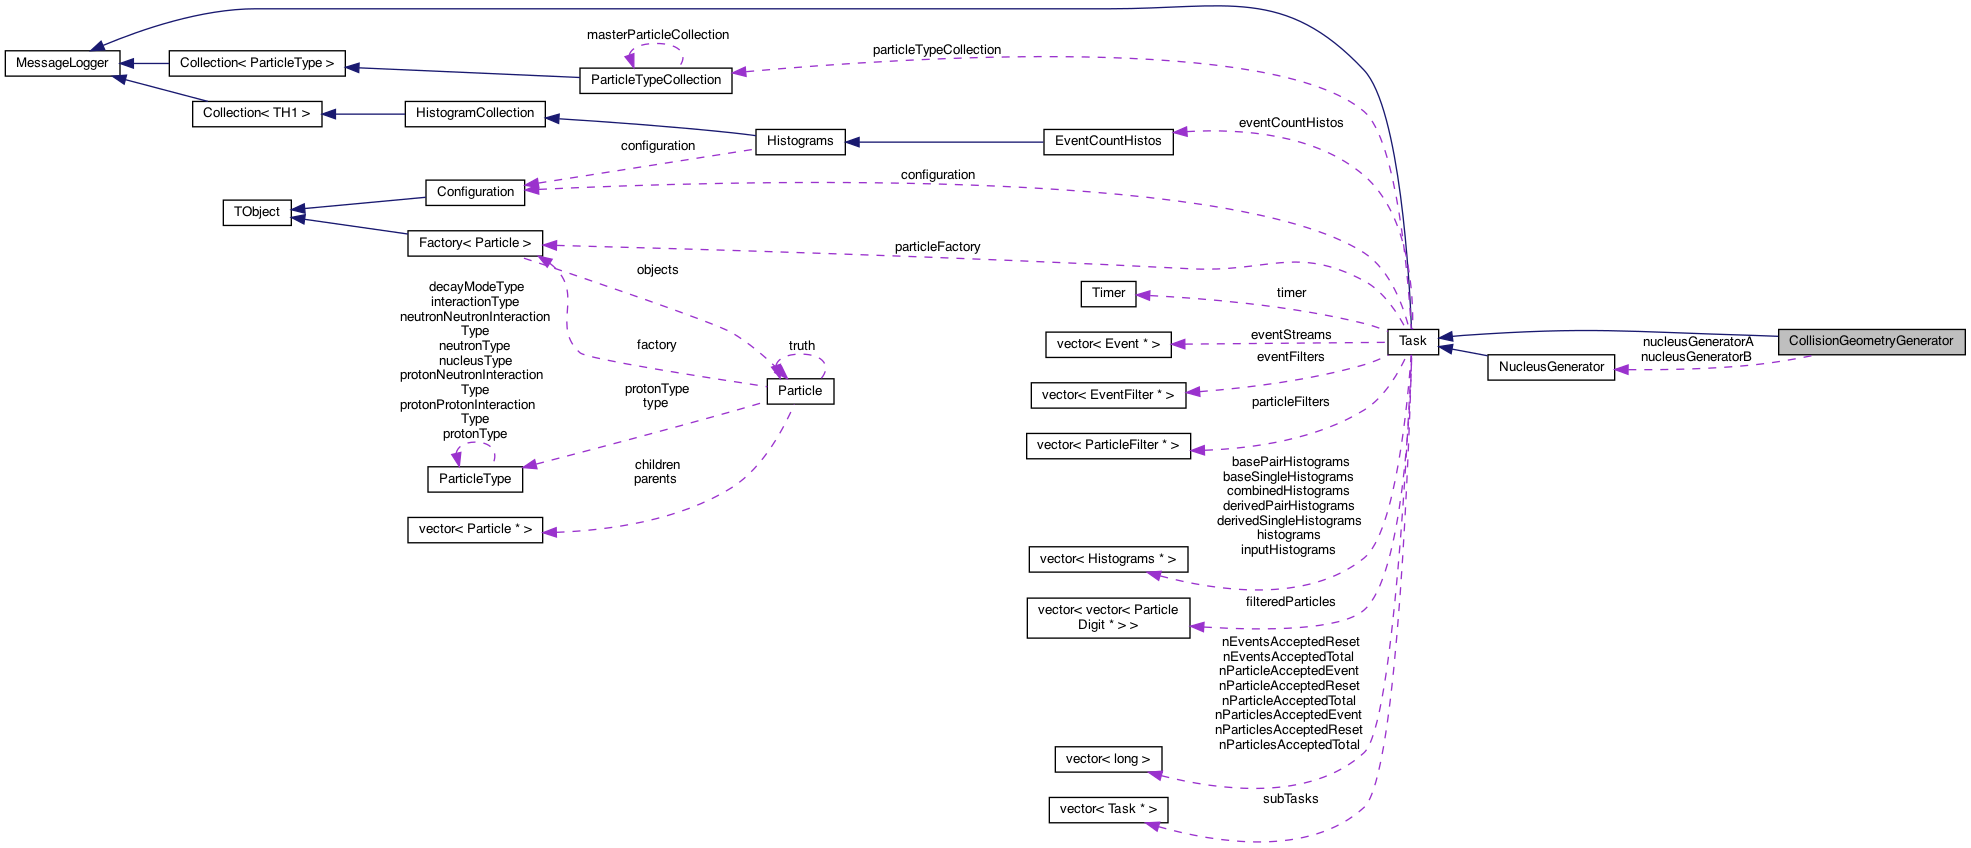 masterParticleCollection
particleTypeCollection
MessageLogger
Collection< ParticleType >
ParticleTypeCollection
Collection< TH1 >
HistogramCollection
eventCountHistos
Histograms
EventCountHistos
configuration
configuration
Configuration
TObject
Factory< Particle >
particleFactory
objects
decayModeType
interactionType
neutronNeutronInteraction
Type
neutronType
nucleusType
protonNeutronInteraction
Type
protonProtonInteraction
Type
protonType
factory
truth
protonType
type
Particle
ParticleType
children
parents
vector< Particle * >
Timer
timer
vector< Event * >
eventStreams
eventFilters
Task
nucleusGeneratorA
nucleusGeneratorB
CollisionGeometryGenerator
NucleusGenerator
vector< EventFilter * >
particleFilters
vector< ParticleFilter * >
basePairHistograms
baseSingleHistograms
combinedHistograms
derivedPairHistograms
derivedSingleHistograms
histograms
inputHistograms
vector< Histograms * >
filteredParticles
vector< vector< Particle
Digit * > >
nEventsAcceptedReset
nEventsAcceptedTotal
nParticleAcceptedEvent
nParticleAcceptedReset
nParticleAcceptedTotal
nParticlesAcceptedEvent
nParticlesAcceptedReset
nParticlesAcceptedTotal
vector< long >
subTasks
vector< Task * >